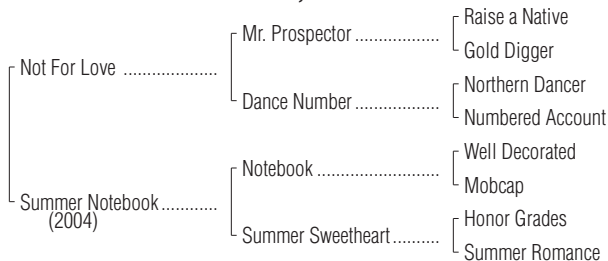 Raise a Native
Mr. Prospector ..................
Gold Digger
Not For Love ....................
Northern Dancer
Dance Number ..................
Numbered Account
Well Decorated
Notebook ..........................
Mobcap
Summer Notebook ............
(2004)
Honor Grades
Summer Sweetheart ..........
Summer Romance